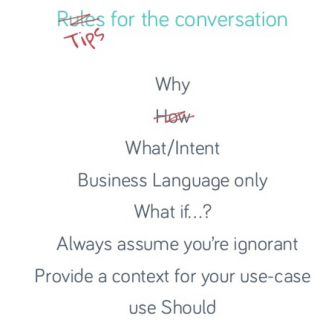 Rules for the conversation
Tips
Why
How
What/Intent
Business Language only
What if...?
Always assume you're ignorant
Provide a context for your use-case
use Should